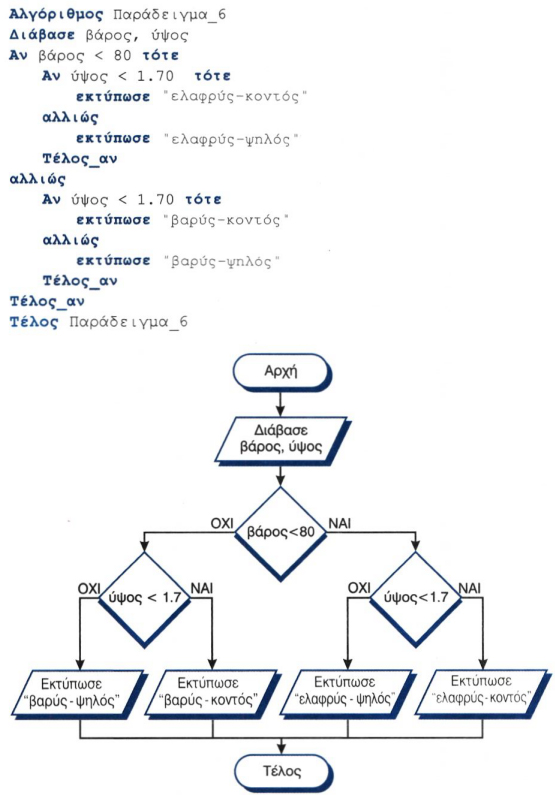 Αλγόριθμος Παράδειγμα_6
Διάβασε βάρος, ύψος
Αν βάρος < 80 τότε
Αν ύψος < 1.70 τότε
εκτύπωσε "ελαφρύς-κοντός"
αλλιώς
εκτύπωσε "ελαφρύς-ψηλός"
Τέλος_αν
αλλιώς
Αν ύψος < 1.70 τότε
εκτύπωσε "βαρύς-κοντός"
αλλιώς
εκτύπωσε "βαρύς-ψηλός"
Τέλος_αν
Τέλος_αν
Τέλος Παράδειγμα_6
Αρχή
Διάβασε
βάρος, ύψος
ΟΧΙ βάρος<80 ΝΑΙ
ΟΧΙ ύψος < 1.7 ΝΑΙ ΟΧΙ ύψος<1.7 ΝΑΙ
Εκτύπωσε
"βαρύς - ψηλός"
Εκτύπωσε
"βαρύς - κοντός"
Εκτύπωσε
"ελαφρύς - ψηλός"
Εκτύπωσε
"ελαφρύς - κοντός"
Τέλος